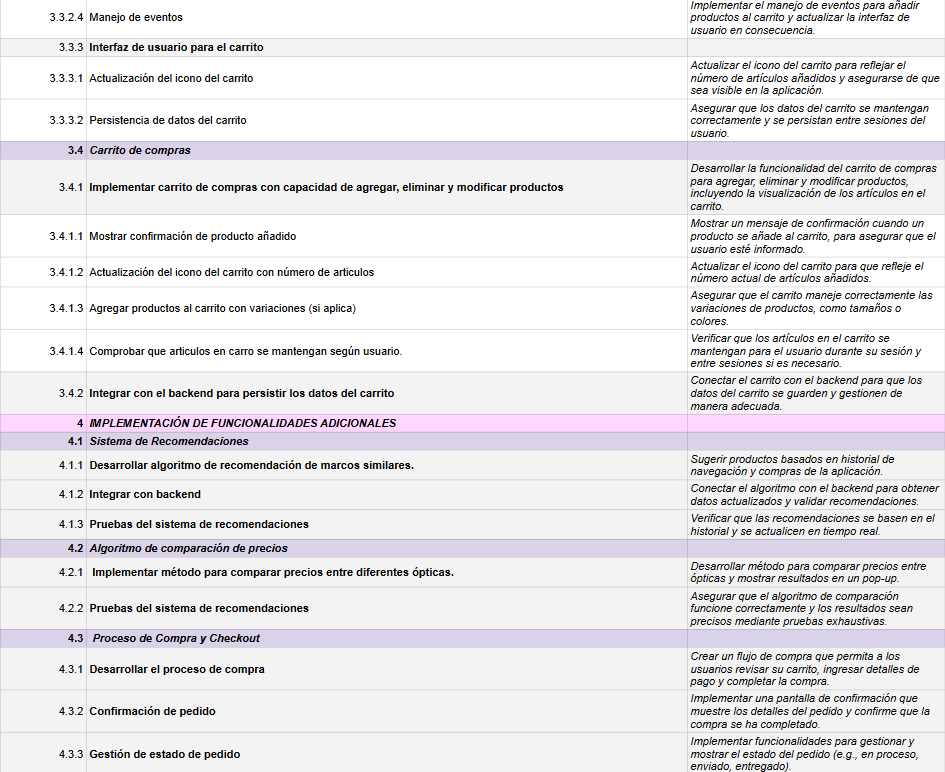 Implementar el manejo de eventos para añadir
3.3.2.4 Manejo de eventos
productos al carrito y actualizar la interfaz de
usuario en consecuencia.
3.3.3 Interfaz de usuario para el carrito
3.3.3.1 Actualización del icono del carrito
Actualizar el icono del carrito para reflejar el
número de artículos añadidos y asegurarse de que
sea visible en la aplicación.
3.3.3.2 Persistencia de datos del carrito
Asegurar que los datos del carrito se mantengan
correctamente y se persistan entre sesiones del
usuario.
3.4 Carrito de compras
3.4.1 Implementar carrito de compras con capacidad de agregar, eliminar y modificar productos
Desarrollar la funcionalidad del carrito de compras
para agregar, eliminar y modificar productos,
incluyendo la visualización de los artículos en el
carrito.
3.4.1.1 Mostrar confirmación de producto añadido
Mostrar un mensaje de confirmación cuando un
producto se añade al carrito, para asegurar que el
usuario esté informado.
3.4.1.2 Actualización del icono del carrito con número de articulos
Actualizar el icono del carrito para que refleje el
número actual de artículos añadidos.
3.4.1.3 Agregar productos al carrito con variaciones (si aplica)
Asegurar que el carrito maneje correctamente las
variaciones de productos, como tamaños o
colores.
3.4.1.4 Comprobar que articulos en carro se mantengan según usuario.
Verificar que los artículos en el carrito se
mantengan para el usuario durante su sesión y
entre sesiones si es necesario.
3.4.2 Integrar con el backend para persistir los datos del carrito
Conectar el carrito con el backend para que los
datos del carrito se guarden y gestionen de
manera adecuada.
4 IMPLEMENTACIÓN DE FUNCIONALIDADES ADICIONALES
4.1 Sistema de Recomendaciones
4.1.1 Desarrollar algoritmo de recomendación de marcos similares.
Sugerir productos basados en historial de
navegación y compras de la aplicación.
4.1.2 Integrar con backend
Conectar el algoritmo con el backend para obtener
datos actualizados y validar recomendaciones.
4.1.3 Pruebas del sistema de recomendaciones
Verificar que las recomendaciones se basen en el
historial y se actualicen en tiempo real.
4.2 Algoritmo de comparación de precios
4.2.1 Implementar método para comparar precios entre diferentes ópticas.
Desarrollar método para comparar precios entre
ópticas y mostrar resultados en un pop-up.
4.2.2 Pruebas del sistema de recomendaciones
Asegurar que el algoritmo de comparación
funcione correctamente y los resultados sean
precisos mediante pruebas exhaustivas.
4.3 Proceso de Compra y Checkout
4.3.1 Desarrollar el proceso de compra
Crear un flujo de compra que permita a los
usuarios revisar su carrito, ingresar detalles de
pago y completar la compra.
4.3.2 Confirmación de pedido
Implementar una pantalla de confirmación que
muestre los detalles del pedido y confirme que la
compra se ha completado.
4.3.3 Gestión de estado de pedido
Implementar funcionalidades para gestionar y
mostrar el estado del pedido (e.g., en proceso,
enviado, entregado).